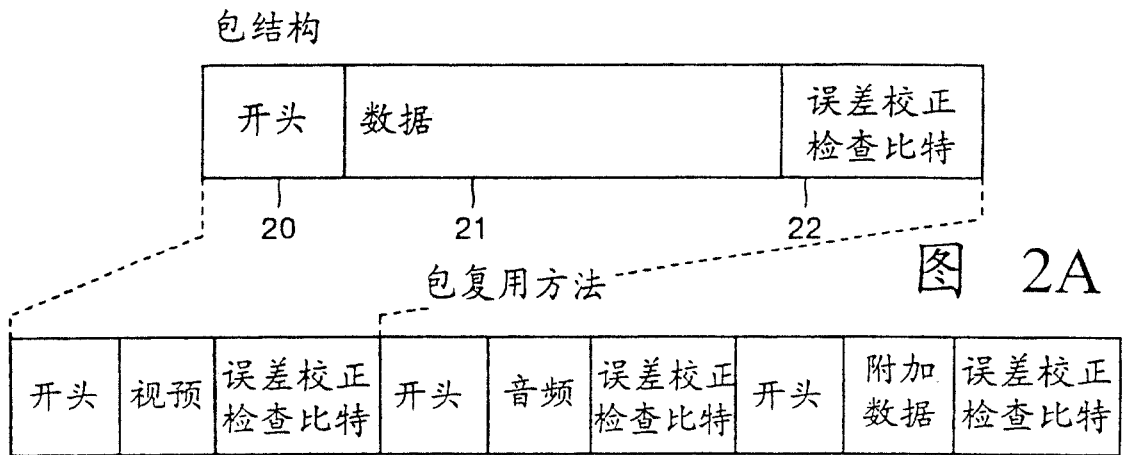 包结构
开头 数据 误差校正
检查比特
20 21 22
图 2A
包复用方法
开头 视预 误差校正
检查比特 开头 音频 误差校正
检查比特 开头 附加
数据 误差校正
检查比特